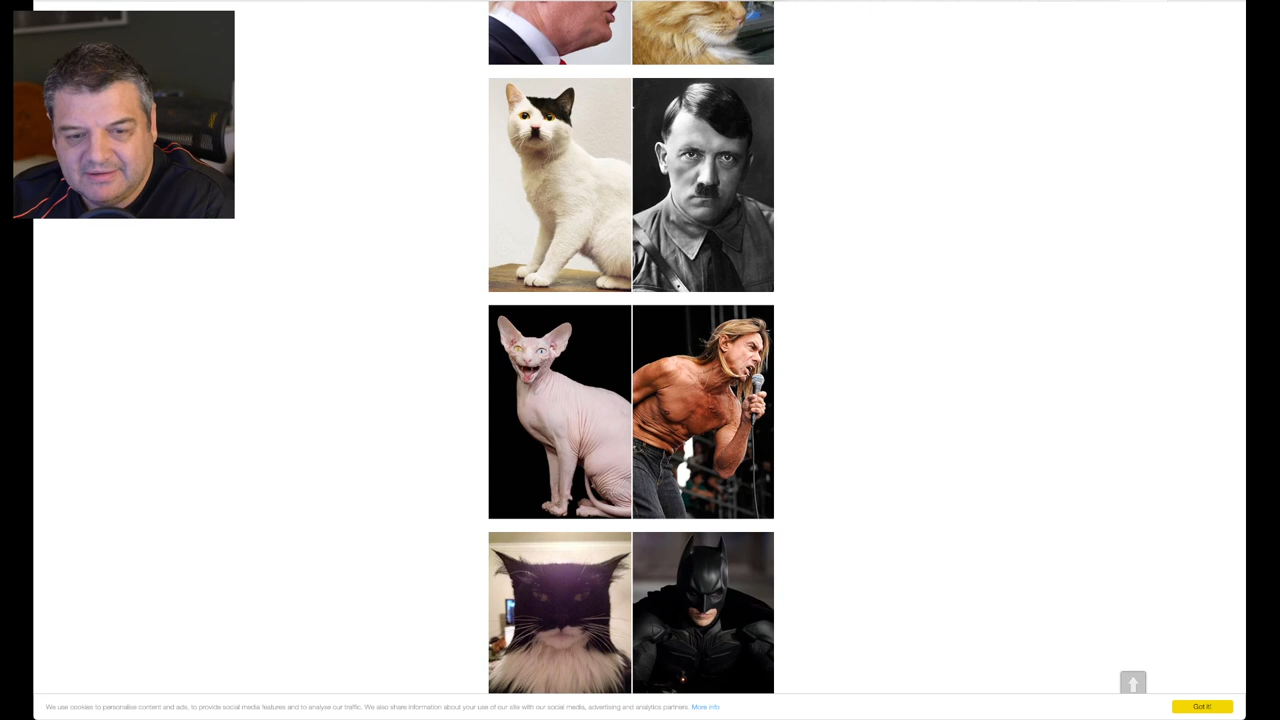 We use cookies to personalise content and ads, to provide social media features and to analyse our traffic. We also share information about your use of our site with our social media, advertising and analytics partners. More info
Got it!